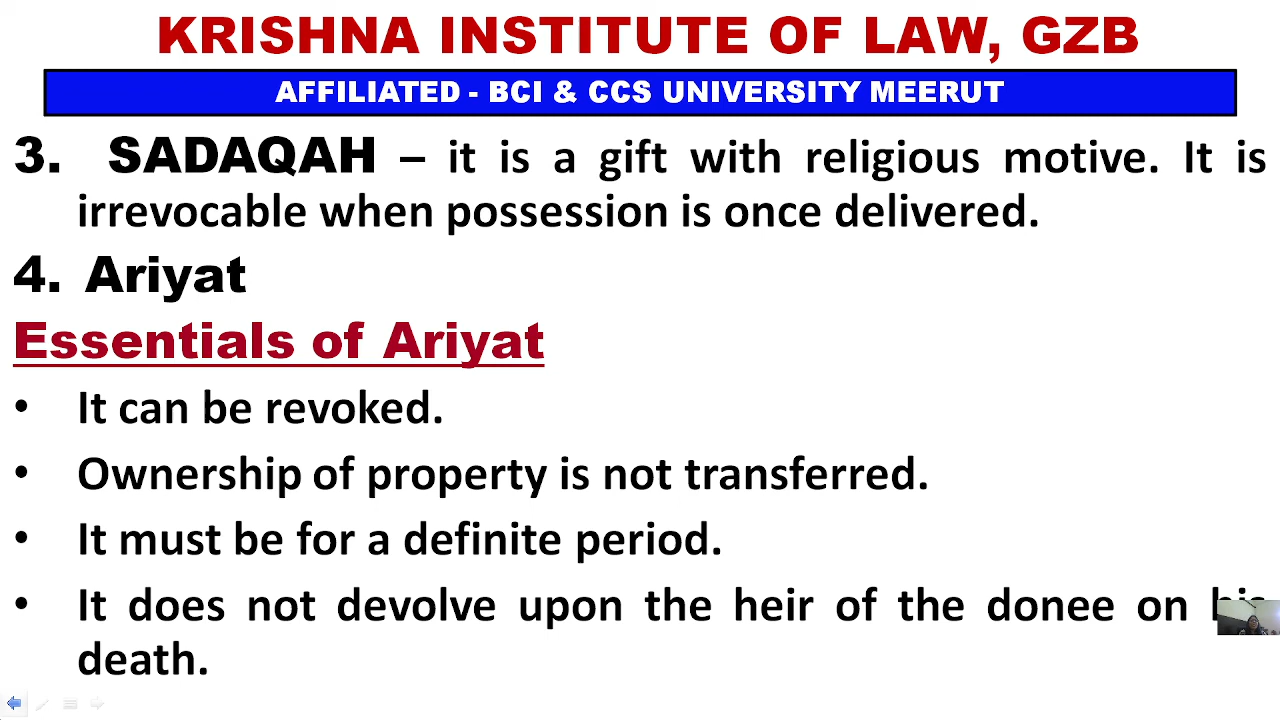 KRISHNA INSTITUTE OF LAW, GZB
AFFILIATED - BCI & CCS UNIVERSITY MEERUT
3. SADAQAH – it is a gift with religious motive. It is
irrevocable when possession is once delivered.
4. Ariyat
Essentials of Ariyat
• It can be revoked.
• Ownership of property is not transferred.
• It must be for a definite period.
• It does not devolve upon the heir of the donee on his
death.